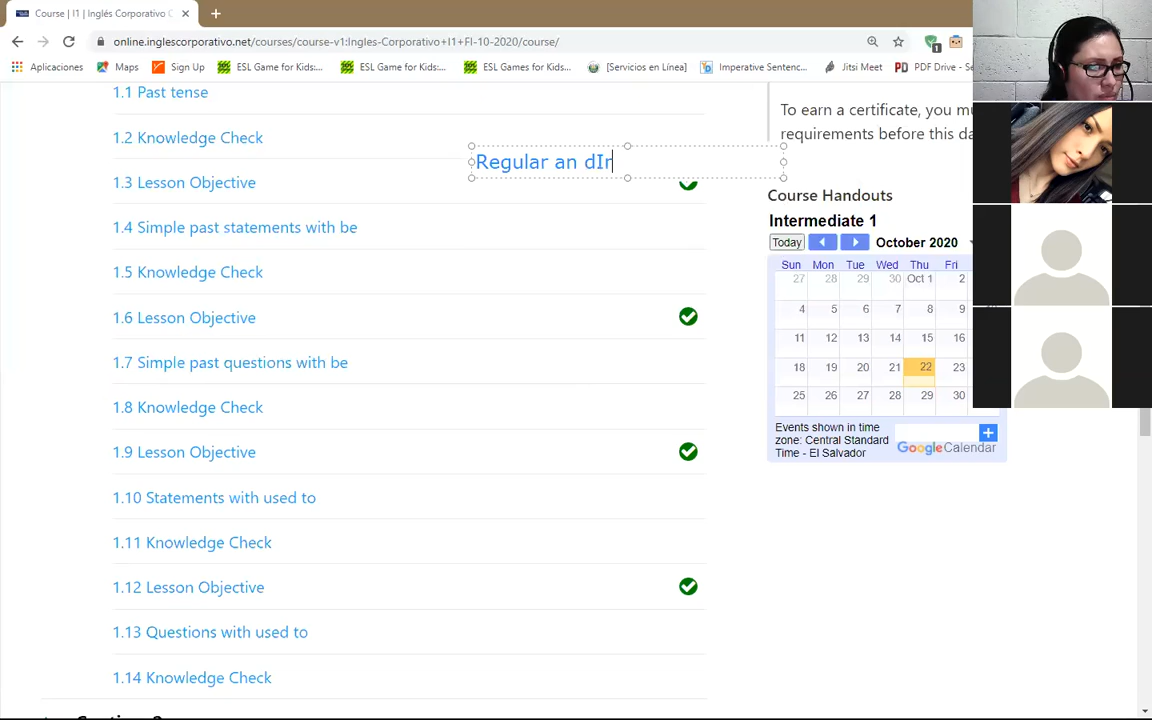 Course | I1 | Inglés Corporativo
online.inglescorporativo.net/courses/course-v1:Ingles-Corporativo+I1+FI-10-2020/course/
1
Aplicaciones Maps Sign Up ESL Game for Kids:... ESL Game for Kids:... ESL Games for Kids:... [Servicios en Línea] Imperative Sentenc... Jitsi Meet PD PDF Drive - Se
1.1 Past tense
1.2 Knowledge Check
1.3 Lesson Objective
1.4 Simple past statements with be
1.5 Knowledge Check
1.6 Lesson Objective
1.7 Simple past questions with be
1.8 Knowledge Check
1.9 Lesson Objective
1.10 Statements with used to
1.11 Knowledge Check
1.12 Lesson Objective
1.13 Questions with used to
1.14 Knowledge Check
Regular an dIr
To earn a certificate, you mu
requirements before this da
Course Handouts
Intermediate 1
Today October 2020
Sun Mon Tue Wed Thu Fri
27 28 29 30 Oct 1 2
4 5 6 7 8 9
11 12 13 14 15 16
18 19 20 21 22 23
25 26 27 28 29 30
Events shown in time
zone: Central Standard
Time - El Salvador
Google Calendar